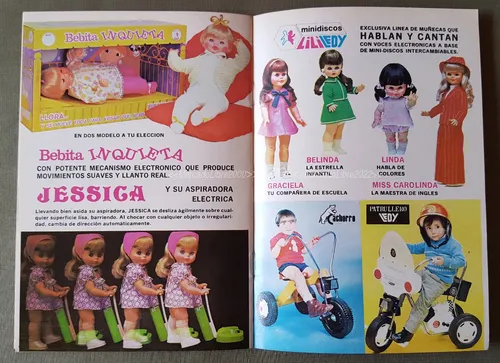 Bebita INQUIETA
LLORA
EN DOS MODELO A TU ELECCION
Bebita INQUIETA
CON POTENTE MECANISMO ELECTRONICO QUE PRODUCE
MOVIMIENTOS SUAVES Y LLANTO REAL.
JESSICA Y SU ASPIRADORA
ELECTRICA
Llevando bien asida su aspiradora, JESSICA se desliza ágilmente sobre cual-
quier superficie lisa, barriendo. Al chocar con cualquier objeto o irregulari-
dad, cambia de dirección automáticamente.
minidiscos
LiLiEDY
EXCLUSIVA LINEA DE MUÑECAS QUE
HABLAN Y CANTAN
CON VOCES ELECTRONICAS A BASE
DE MINI-DISCOS INTERCAMBIABLES.
BELINDA
LA ESTRELLA
INFANTIL
LINDA
HABLA DE
COLORES
GRACIELA
TU COMPAÑERA DE ESCUELA
MISS CAROLINDA
LA MAESTRA DE INGLES
Cachorro
PATRULLERO
EDY